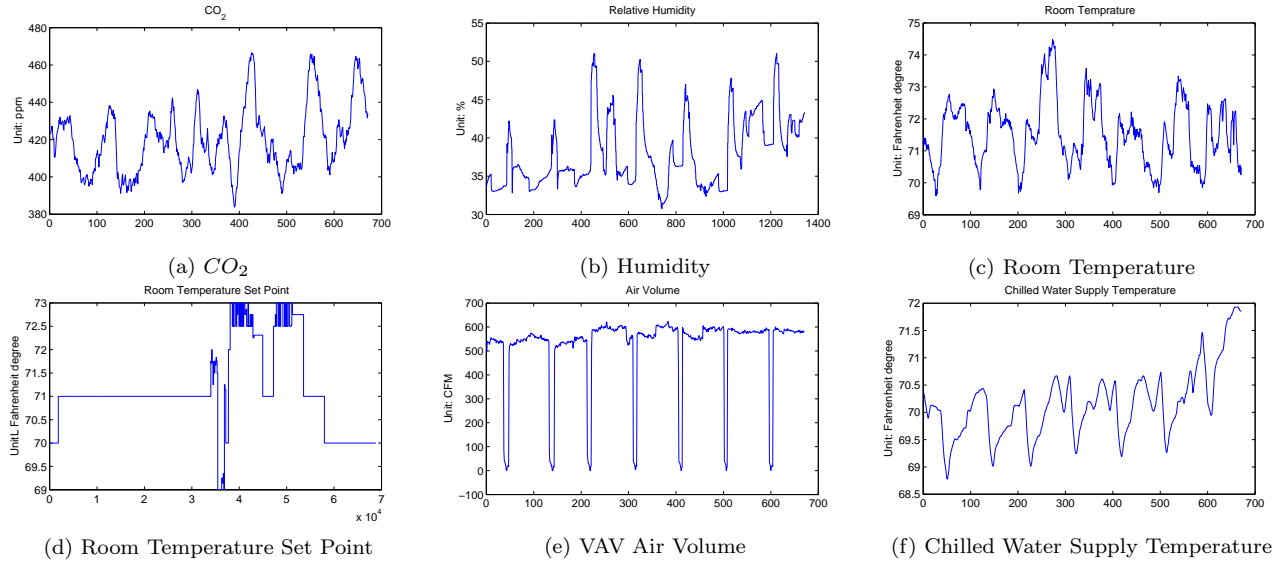 CO2
480
460
440
420
400
380
Unit: ppm
0 100 200 300 400 500 600 700
(a) CO2
Relative Humidity
55
50
45
40
35
30
Unit: %
0 200 400 600 800 1000 1200 1400
(b) Humidity
Room Temprature
75
74
73
72
71
70
69
Unit: Fahrenheit degree
0 100 200 300 400 500 600 700
(c) Room Temperature
Room Temperature Set Point
73
72.5
72
71.5
71
70.5
70
69.5
69
UnitL Fahrenheit degree
0 1 2 3 4 5 6 7
x 10^4
(d) Room Temperature Set Point
Air Volume
700
600
500
400
300
200
100
0
−100
Unit: CFM
0 100 200 300 400 500 600 700
(e) VAV Air Volume
Chilled Water Supply Temperature
72
71.5
71
70.5
70
69.5
69
68.5
Unit: Fahrenheit degree
0 100 200 300 400 500 600 700
(f) Chilled Water Supply Temperature